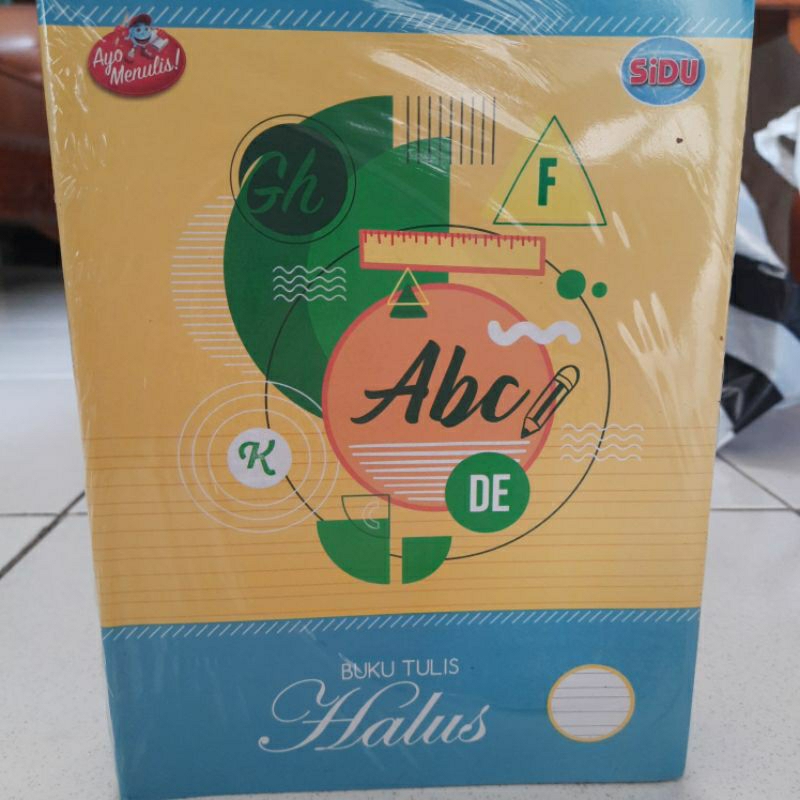 Ayo
Menulis!
SiDU
Gh
F
Abc
K
DE
BUKU TULIS
Halus